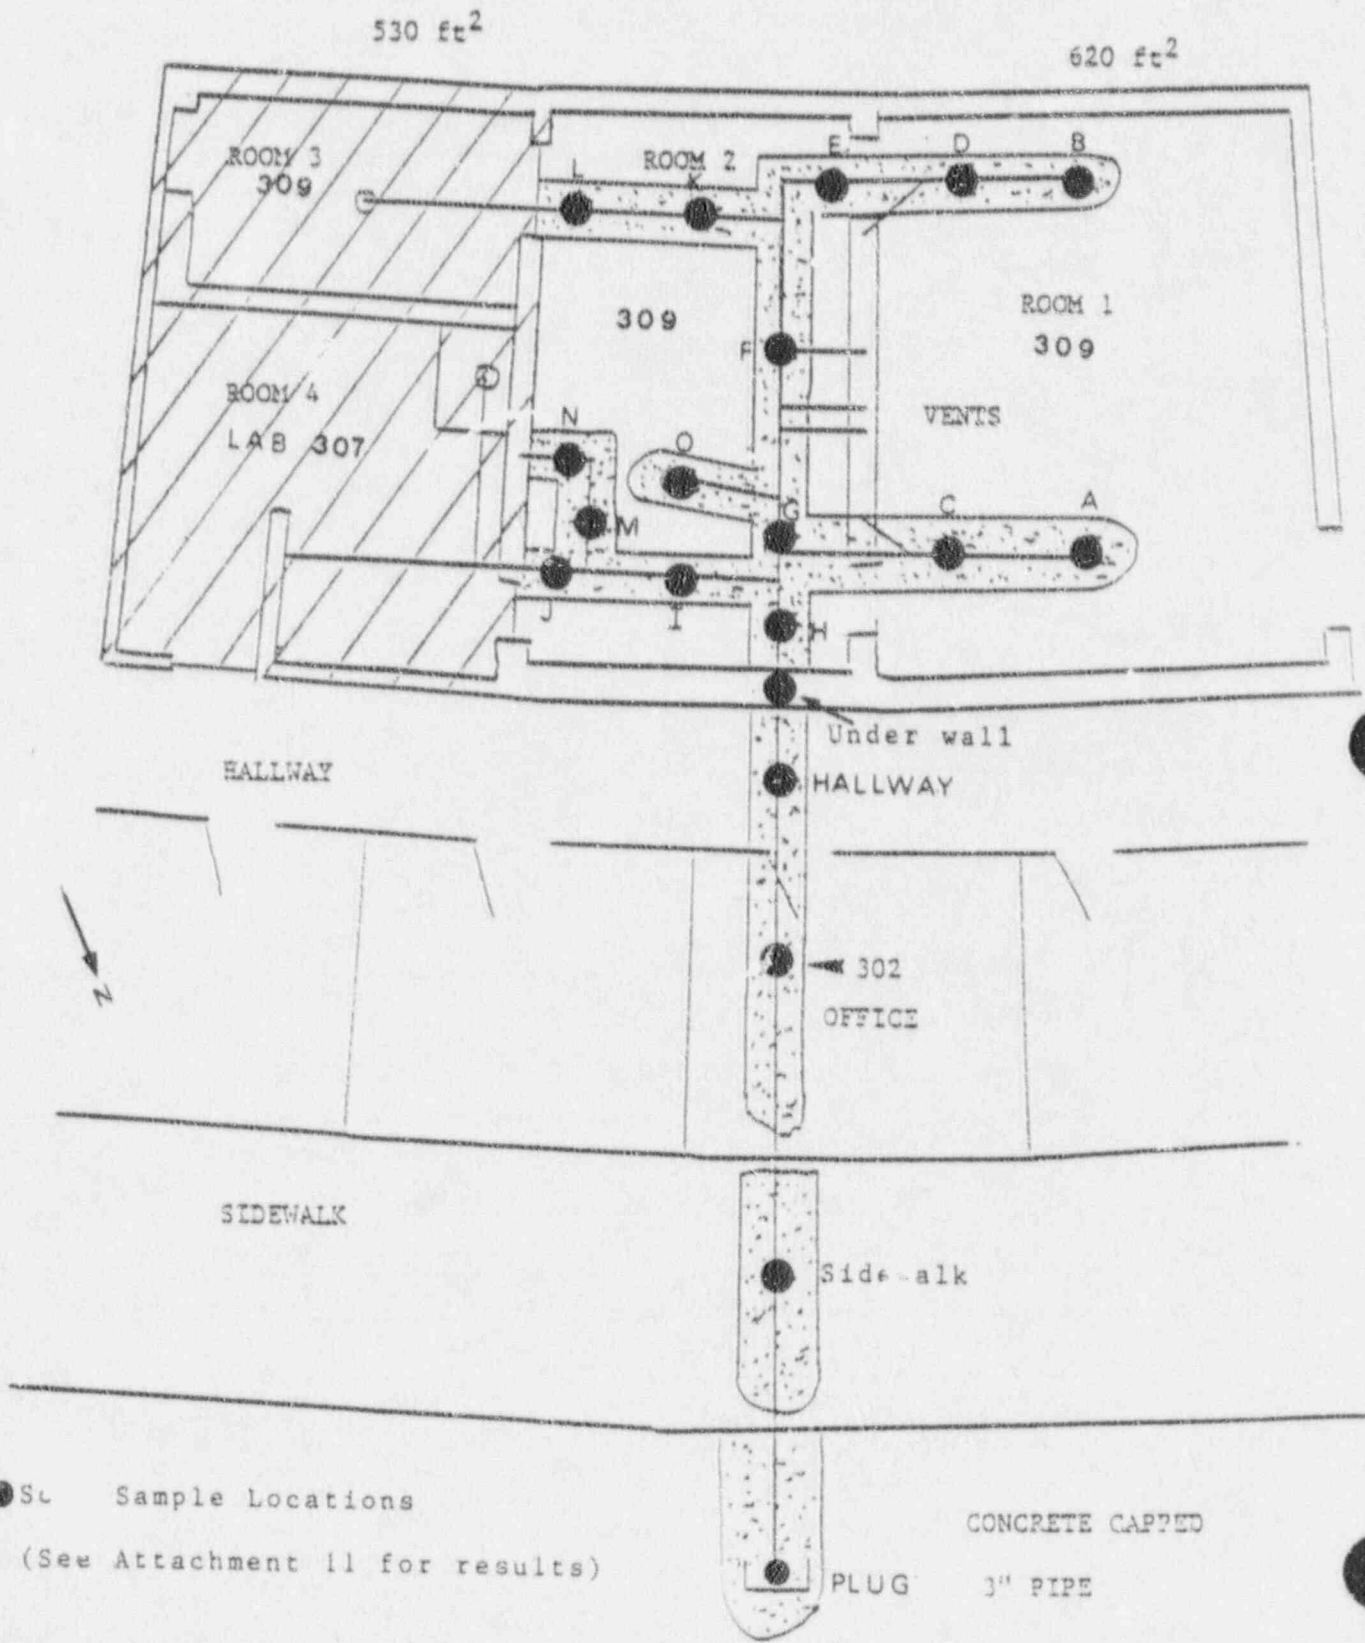 530 ft²
620 ft²
ROOM 3
309
ROOM 2
L
K
E
D
B
309
ROOM 1
309
F
ROOM 4
LAB 307
VENTS
N
O
M
G
C
A
J
I
H
Under wall
HALLWAY
HALLWAY
N
302
OFFICE
SIDEWALK
Sample Locations
(See Attachment 11 for results)
CONCRETE CAPPED
PLUG
3" PIPE